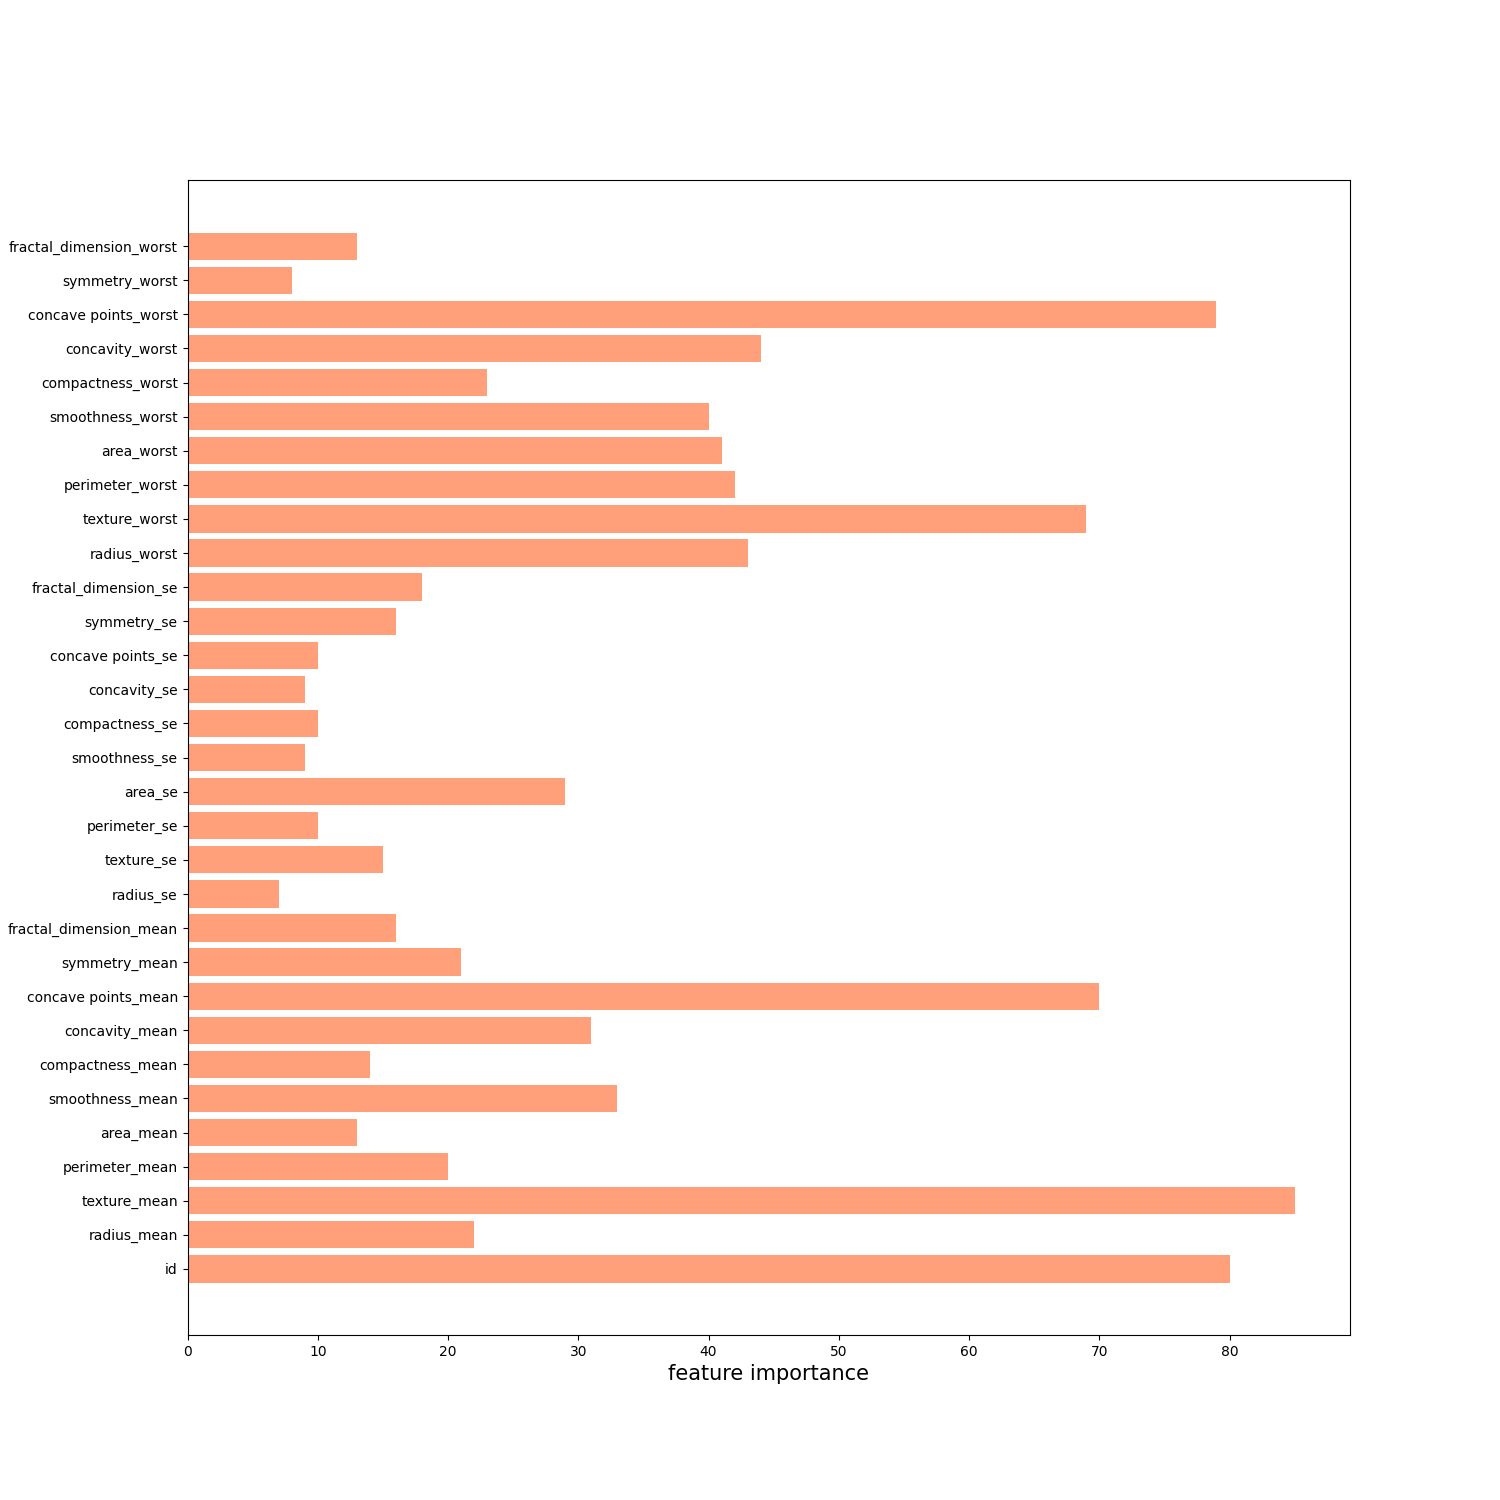 fractal_dimension_worst
symmetry_worst
concave points_worst
concavity_worst
compactness_worst
smoothness_worst
area_worst
perimeter_worst
texture_worst
radius_worst
fractal_dimension_se
symmetry_se
concave points_se
concavity_se
compactness_se
smoothness_se
area_se
perimeter_se
texture_se
radius_se
fractal_dimension_mean
symmetry_mean
concave points_mean
concavity_mean
compactness_mean
smoothness_mean
area_mean
perimeter_mean
texture_mean
radius_mean
id
0 10 20 30 40 50 60 70 80
feature importance